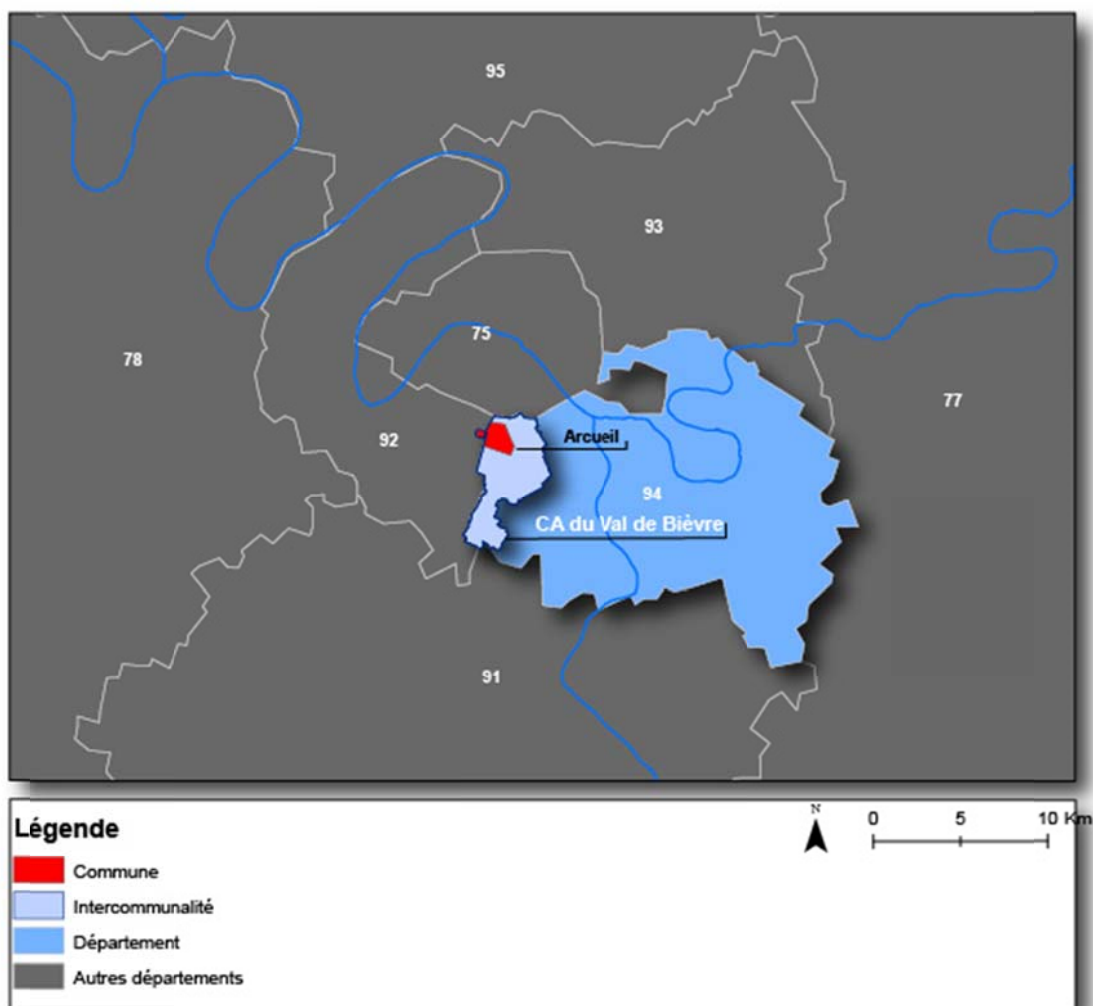 95
93
75
78
77
92
Arcueil
94
CA du Val de Bièvre
91
Légende
N
0 5 10 Km
Commune
Intercommunalité
Département
Autres départements